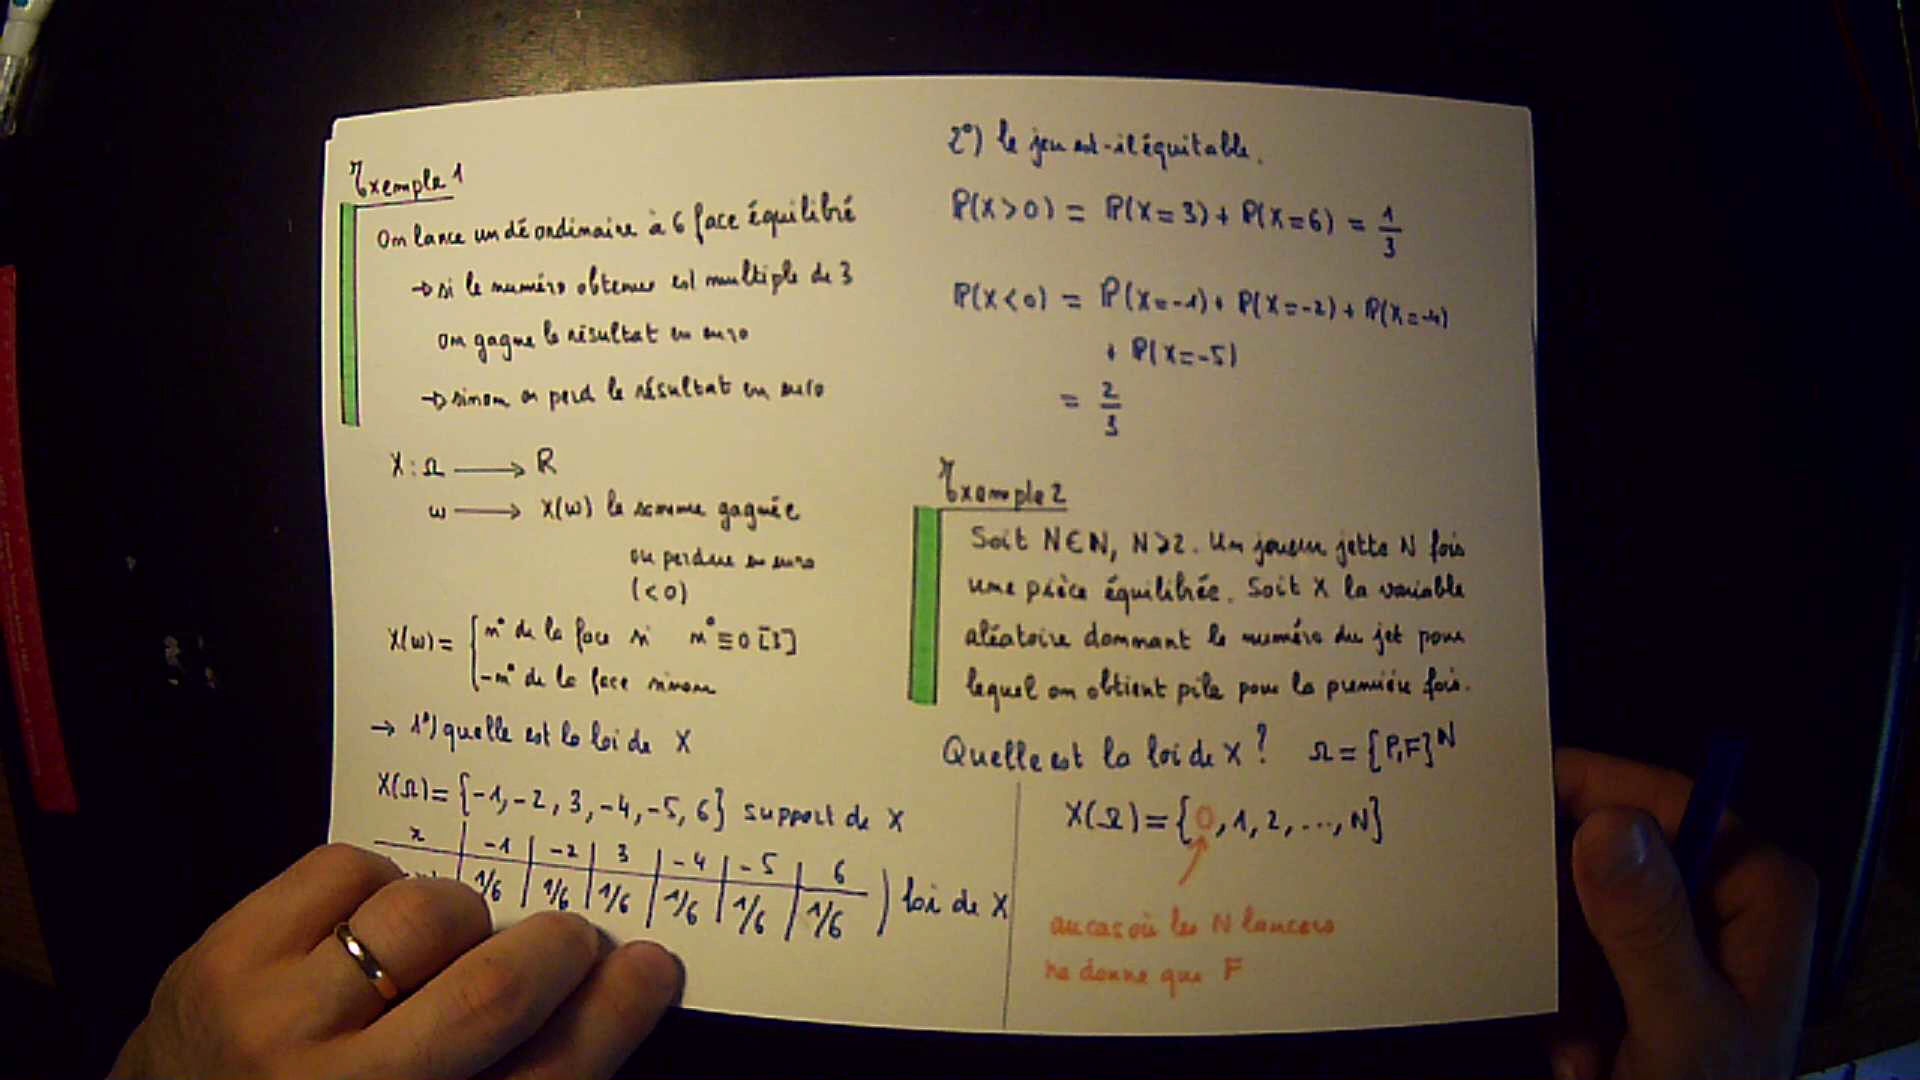 Exemple 1
On lance un dé ordinaire à 6 face équilibré
→ si le numéro obtenu est multiple de 3
on gagne le résultat en euro
→ sinon on perd le résultat en euro
X : Ω ⟶ R
ω ⟶ X(ω) la somme gagnée
ou perdue en euro
(<0)
X(ω) = { n° de la face si n° ≡ 0 [3]
-n° de la face sinon
→ 1°) quelle est la loi de X
X(Ω) = {-1, -2, 3, -4, -5, 6} support de X
x | -1 | -2 | 3 | -4 | -5 | 6
1/6 | 1/6 | 1/6 | 1/6 | 1/6 | 1/6 ) loi de X
2°) le jeu est-il équitable.
P(X>0) = P(X=3) + P(X=6) = 1/3
P(X<0) = P(X=-1) + P(X=-2) + P(X=-4)
+ P(X=-5)
= 2/3
Exemple 2
Soit N∈N, N≥2. Un joueur jette N fois
une pièce équilibrée. Soit X la variable
aléatoire donnant le numéro du jet pour
lequel on obtient pile pour la première fois.
Quelle est la loi de X ? Ω = {P,F}^N
X(Ω) = {0, 1, 2, ..., N}
au cas où les N lancers
ne donne que F